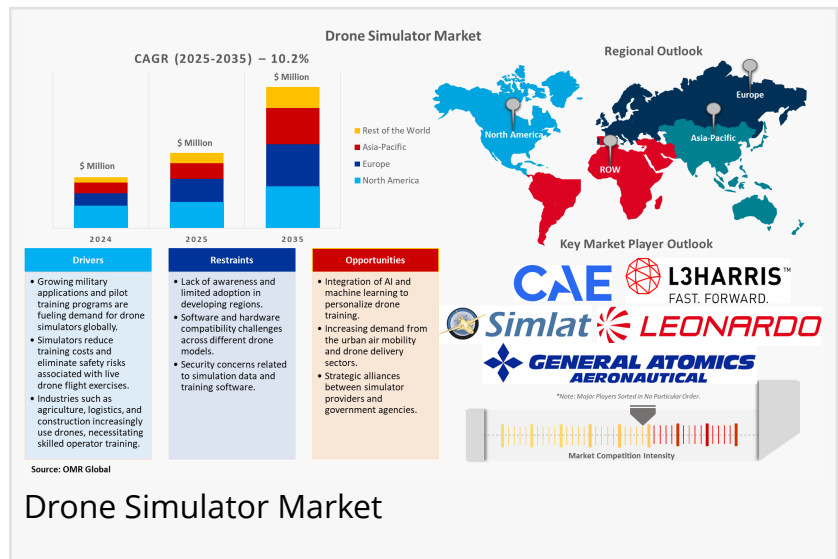 Drone Simulator Market
CAGR (2025-2035) – 10.2%
$ Million
$ Million
$ Million
Rest of the World
Asia-Pacific
Europe
North America
2024
2025
2035
Regional Outlook
Europe
North America
Asia-Pacific
ROW
Drivers
• Growing military
applications and pilot
training programs are
fueling demand for drone
simulators globally.
• Simulators reduce
training costs and
eliminate safety risks
associated with live
drone flight exercises.
• Industries such as
agriculture, logistics, and
construction increasingly
use drones, necessitating
skilled operator training.
Restraints
• Lack of awareness and
limited adoption in
developing regions.
• Software and hardware
compatibility challenges
across different drone
models.
• Security concerns related
to simulation data and
training software.
Opportunities
• Integration of AI and
machine learning to
personalize drone
training.
• Increasing demand from
the urban air mobility
and drone delivery
sectors.
• Strategic alliances
between simulator
providers and
government agencies.
Key Market Player Outlook
CAE
L3HARRIS™
FAST. FORWARD.
Simlat
LEONARDO
GENERAL ATOMICS
AERONAUTICAL
*Note: Major Players Sorted in No Particular Order.
Market Competition Intensity
Source: OMR Global
Drone Simulator Market